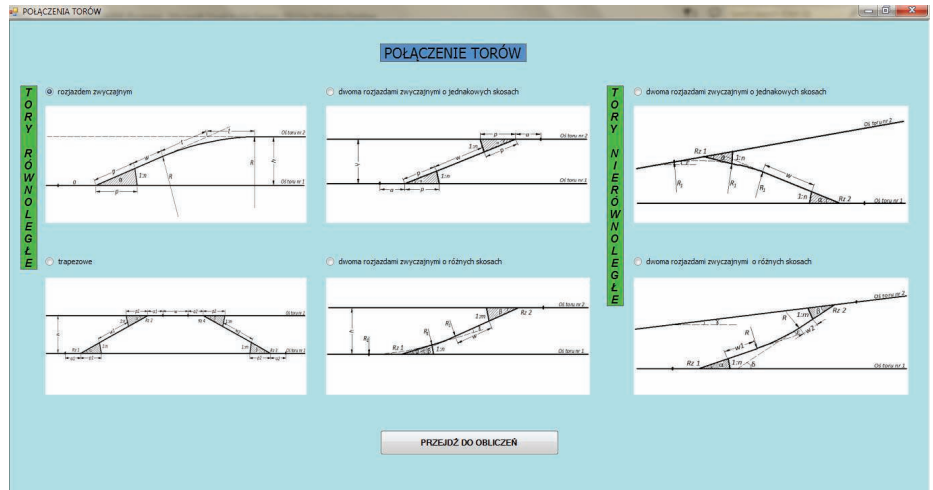 POŁĄCZENIA TORÓW
POŁĄCZENIE TORÓW
TORY RÓWNOLEGŁE
rozjazdem zwyczajnym
Oś toru nr 2
Oś toru nr 1
1:n
R
R
h
w
t
t
α
p
dwoma rozjazdami zwyczajnymi o jednakowych skosach
Oś toru nr 2
Oś toru nr 1
1:m
1:n
w
p
p
a
a
p
trapezowe
Oś toru nr 1
dwoma rozjazdami zwyczajnymi o różnych skosach
Oś toru nr 2
Oś toru nr 1
1:m
Rz 2
Rz 1
1:n
w
TORY NIERÓWNOLEGŁE
dwoma rozjazdami zwyczajnymi o jednakowych skosach
Oś toru nr 2
Rz 1
1:n
w
1:n
α
Rz 2
Oś toru nr 1
dwoma rozjazdami zwyczajnymi o różnych skosach
Oś toru nr 2
1:m
β
Rz 2
R
R
w1
w2
Rz 1
1:n
δ
Oś toru nr 1
PRZEJDŹ DO OBLICZEŃ